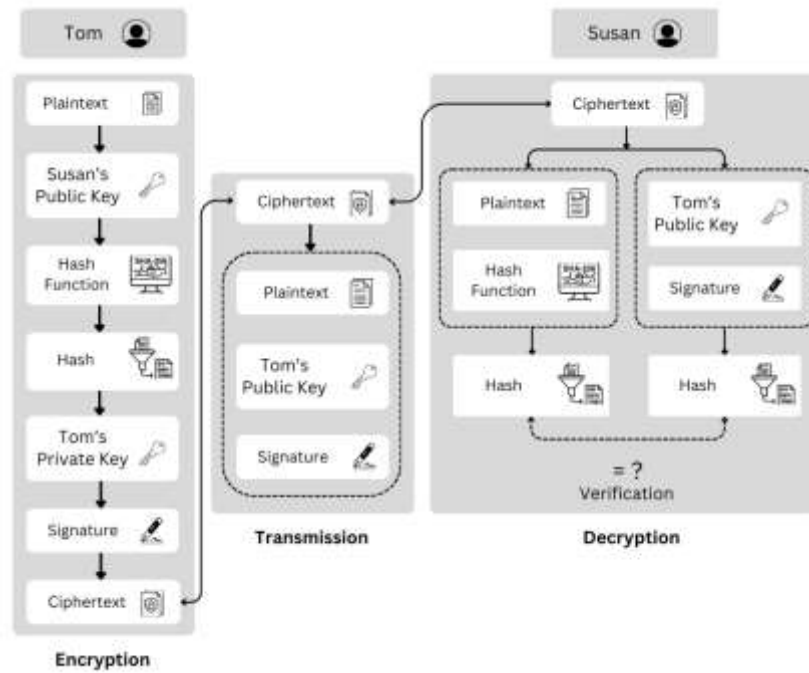 Tom
Susan
Plaintext
Susan's
Public Key
Hash
Function
Hash
Tom's
Private Key
Signature
Ciphertext
Encryption
Ciphertext
Plaintext
Tom's
Public Key
Signature
Transmission
Ciphertext
Plaintext
Hash
Function
Tom's
Public Key
Signature
Hash
Hash
= ?
Verification
Decryption